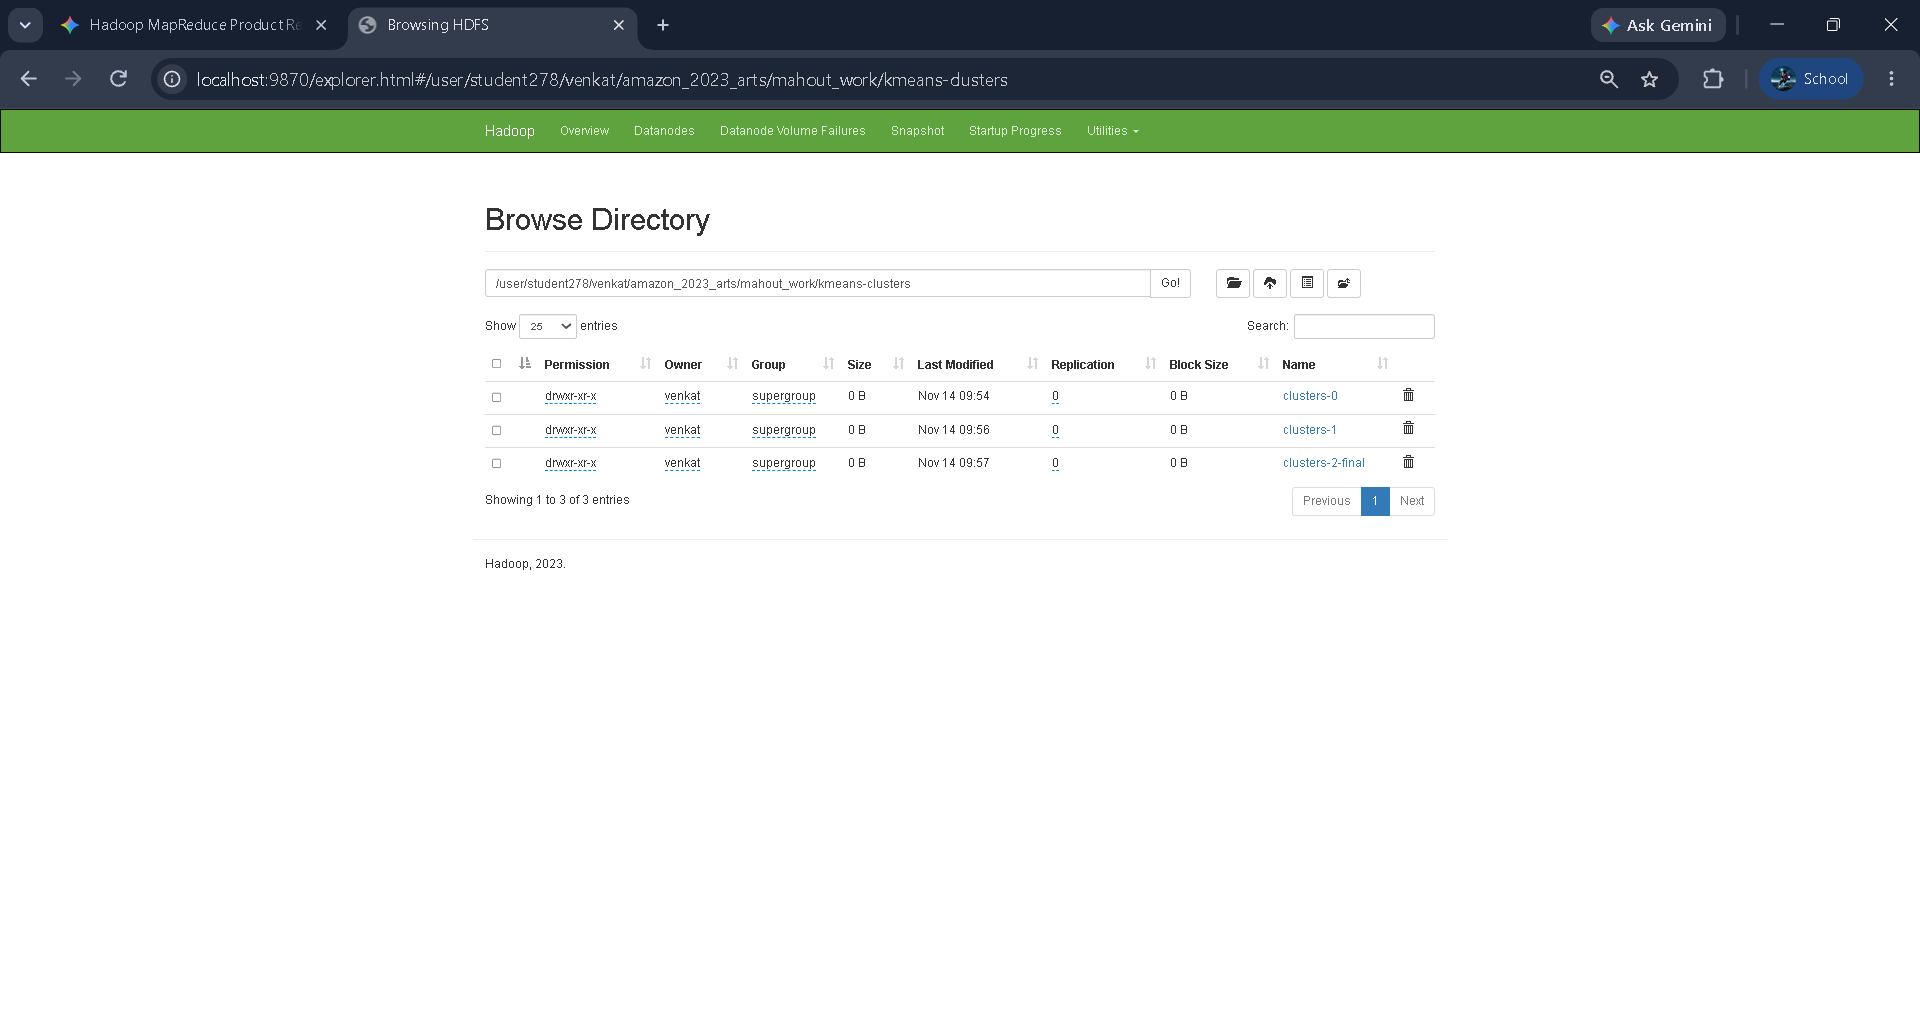 Hadoop MapReduce Product Re
Browsing HDFS
Ask Gemini
localhost:9870/explorer.html#/user/student278/venkat/amazon_2023_arts/mahout_work/kmeans-clusters
School
Hadoop Overview Datanodes Datanode Volume Failures Snapshot Startup Progress Utilities
Browse Directory
/user/student278/venkat/amazon_2023_arts/mahout_work/kmeans-clusters Go!
Show 25 entries Search:
Permission Owner Group Size Last Modified Replication Block Size Name
drwxr-xr-x venkat supergroup 0 B Nov 14 09:54 0 0 B clusters-0
drwxr-xr-x venkat supergroup 0 B Nov 14 09:56 0 0 B clusters-1
drwxr-xr-x venkat supergroup 0 B Nov 14 09:57 0 0 B clusters-2-final
Showing 1 to 3 of 3 entries Previous 1 Next
Hadoop, 2023.